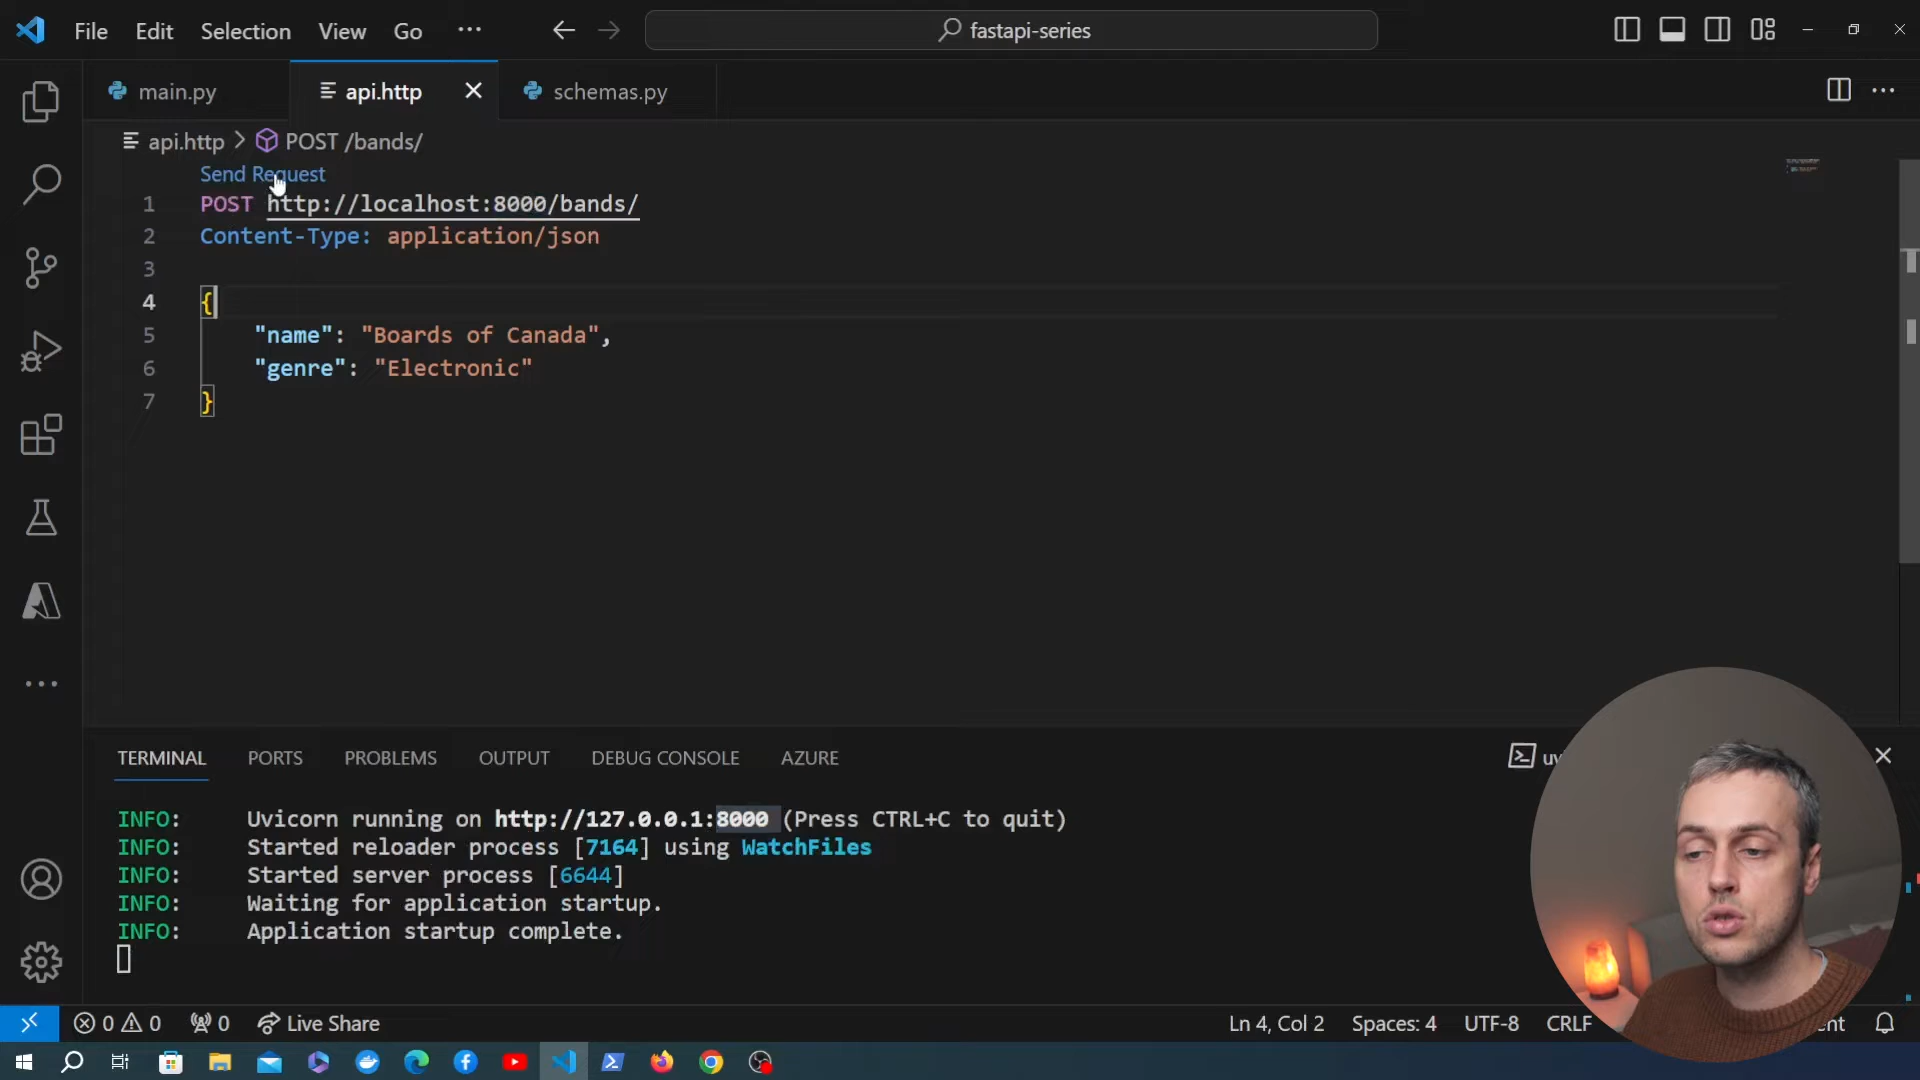 File Edit Selection View Go ···
fastapi-series
main.py
api.http
schemas.py
api.http > POST /bands/
Send Request
1 POST http://localhost:8000/bands/
2 Content-Type: application/json
3
4 {
5 "name": "Boards of Canada",
6 "genre": "Electronic"
7 }
TERMINAL PORTS PROBLEMS OUTPUT DEBUG CONSOLE AZURE
INFO: Uvicorn running on http://127.0.0.1:8000 (Press CTRL+C to quit)
INFO: Started reloader process [7164] using WatchFiles
INFO: Started server process [6644]
INFO: Waiting for application startup.
INFO: Application startup complete.
0 0 0 Live Share Ln 4, Col 2 Spaces: 4 UTF-8 CRLF